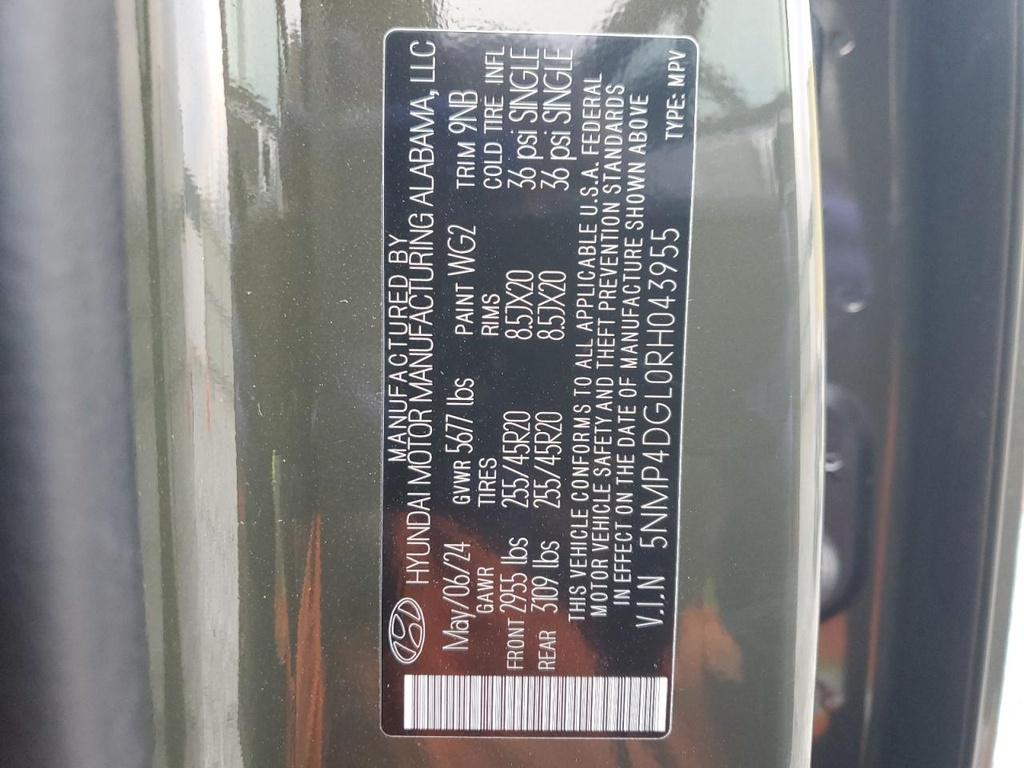 MANUFACTURED BY
HYUNDAI MOTOR MANUFACTURING ALABAMA, LLC
May/06/24 GVWR 5677 lbs PAINT WG2 TRIM 9NB
GAWR TIRES RIMS COLD TIRE INFL
FRONT 2955 lbs 255/45R20 8.5JX20 36 psi SINGLE
REAR 3109 lbs 255/45R20 8.5JX20 36 psi SINGLE
THIS VEHICLE CONFORMS TO ALL APPLICABLE U.S.A. FEDERAL
MOTOR VEHICLE SAFETY AND THEFT PREVENTION STANDARDS
IN EFFECT ON THE DATE OF MANUFACTURE SHOWN ABOVE
V.I.N 5NMP4DGL0RH043955 TYPE: MPV